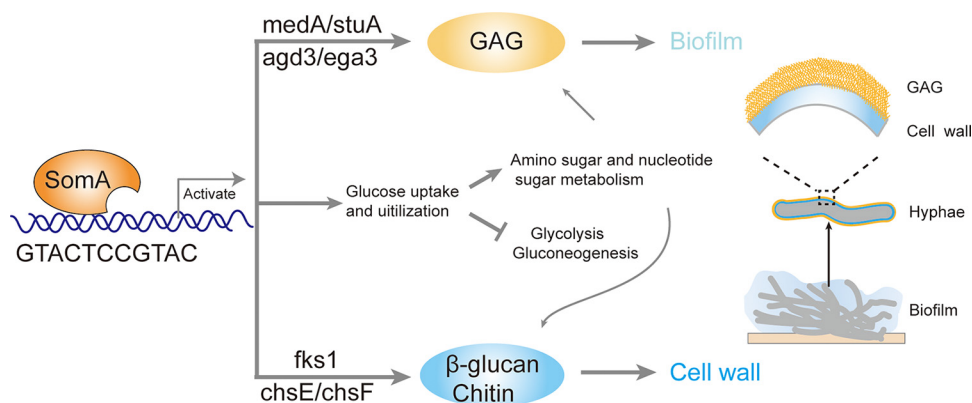 medA/stuA
agd3/ega3
GAG
Biofilm
SomA
Activate
GTACTCCGTAC
Glucose uptake
and uitilization
Amino sugar and nucleotide
sugar metabolism
Glycolysis
Gluconeogenesis
fks1
chsE/chsF
β-glucan
Chitin
Cell wall
GAG
Cell wall
Hyphae
Biofilm